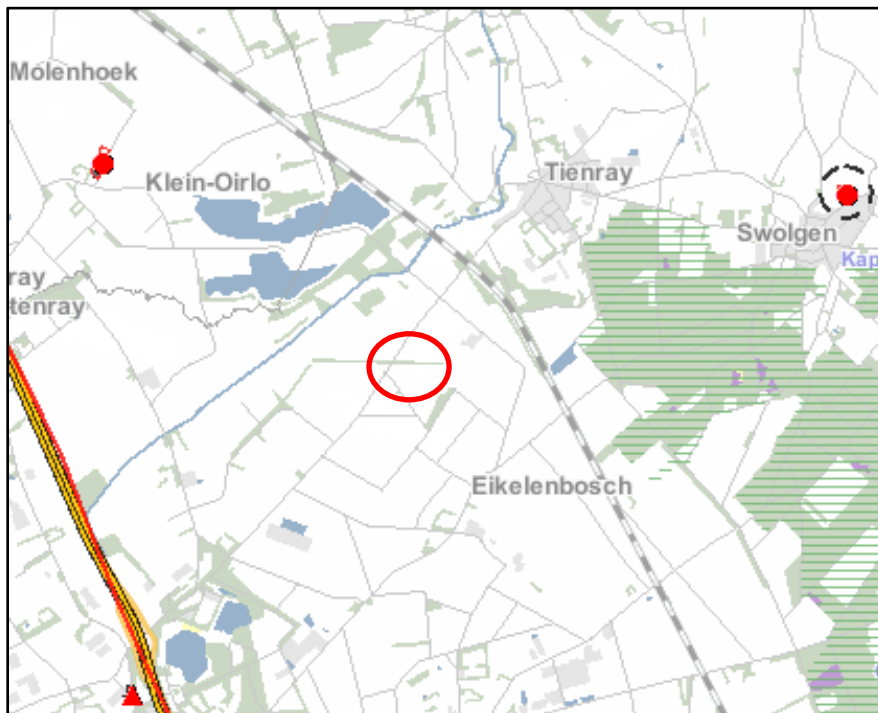 Molenhoek
Klein-Oirlo
Tienray
Swolgen
Kap
ray
tenray
Eikelenbosch